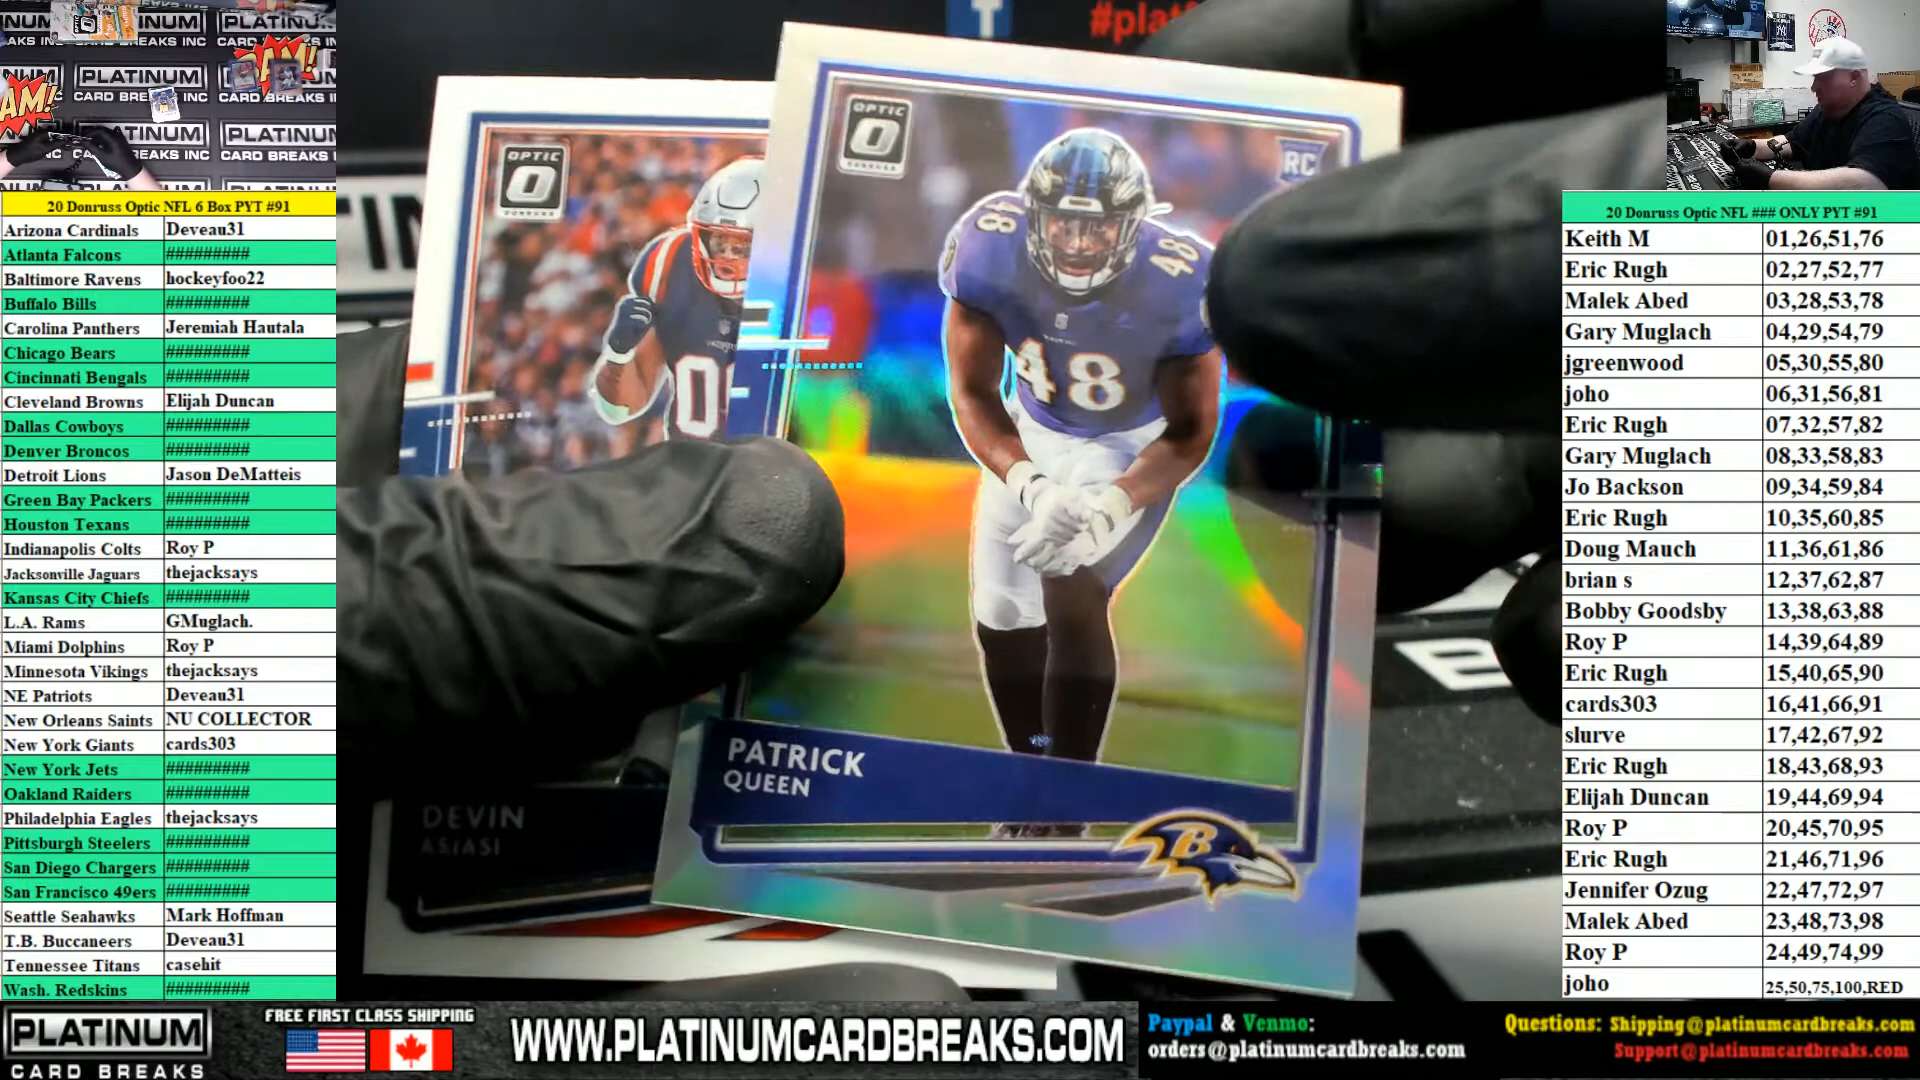 20 Donruss Optic NFL 6 Box PYT #91
Arizona Cardinals Deveau31
Atlanta Falcons #########
Baltimore Ravens hockeyfoo22
Buffalo Bills #########
Carolina Panthers Jeremiah Hautala
Chicago Bears #########
Cincinnati Bengals #########
Cleveland Browns Elijah Duncan
Dallas Cowboys #########
Denver Broncos #########
Detroit Lions Jason DeMatteis
Green Bay Packers #########
Houston Texans #########
Indianapolis Colts Roy P
Jacksonville Jaguars thejacksays
Kansas City Chiefs #########
L.A. Rams GMuglach.
Miami Dolphins Roy P
Minnesota Vikings thejacksays
NE Patriots Deveau31
New Orleans Saints NU COLLECTOR
New York Giants cards303
New York Jets #########
Oakland Raiders #########
Philadelphia Eagles thejacksays
Pittsburgh Steelers #########
San Diego Chargers #########
San Francisco 49ers #########
Seattle Seahawks Mark Hoffman
T.B. Buccaneers Deveau31
Tennessee Titans casehit
Wash. Redskins #########
PLATINUM
CARD BREAKS INC
#plat
OPTIC
DONRUSS
DEVIN
ASIASI
OPTIC
DONRUSS
RC
48
48
48
PATRICK
QUEEN
B
20 Donruss Optic NFL ### ONLY PYT #91
Keith M 01,26,51,76
Eric Rugh 02,27,52,77
Malek Abed 03,28,53,78
Gary Muglach 04,29,54,79
jgreenwood 05,30,55,80
joho 06,31,56,81
Eric Rugh 07,32,57,82
Gary Muglach 08,33,58,83
Jo Backson 09,34,59,84
Eric Rugh 10,35,60,85
Doug Mauch 11,36,61,86
brian s 12,37,62,87
Bobby Goodsby 13,38,63,88
Roy P 14,39,64,89
Eric Rugh 15,40,65,90
cards303 16,41,66,91
slurve 17,42,67,92
Eric Rugh 18,43,68,93
Elijah Duncan 19,44,69,94
Roy P 20,45,70,95
Eric Rugh 21,46,71,96
Jennifer Ozug 22,47,72,97
Malek Abed 23,48,73,98
Roy P 24,49,74,99
joho 25,50,75,100,RED
PLATINUM
CARD BREAKS
FREE FIRST CLASS SHIPPING
WWW.PLATINUMCARDBREAKS.COM
Paypal & Venmo:
orders@platinumcardbreaks.com
Questions: Shipping@platinumcardbreaks.com
Support@platinumcardbreaks.com